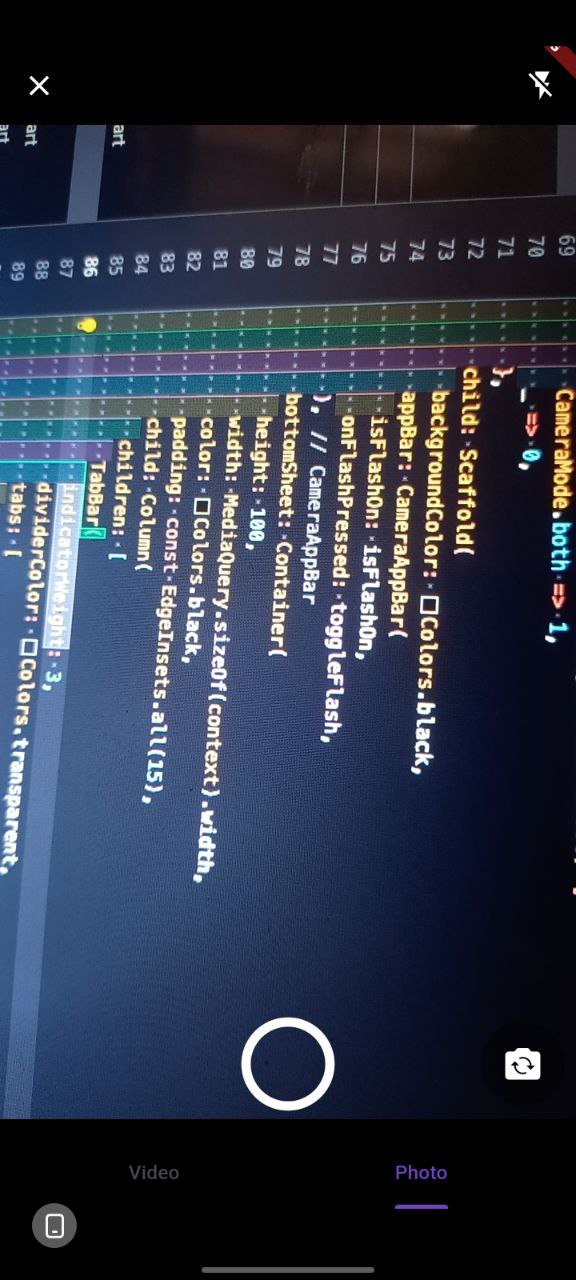 art
art
art
69 CameraMode.both => 1,
70 _ => 0,
71 },
72 child: Scaffold(
73 backgroundColor: Colors.black,
74 appBar: CameraAppBar(
75 isFlashOn: isFlashOn,
76 onFlashPressed: toggleFlash,
77 ), // CameraAppBar
78 bottomSheet: Container(
79 height: 100,
80 width: MediaQuery.sizeOf(context).width,
81 color: Colors.black,
82 padding: const EdgeInsets.all(15),
83 child: Column(
84 children: [
85 TabBar(
86 indicatorWeight: 3,
87 dividerColor: Colors.transparent,
88 tabs: [
89
Video Photo